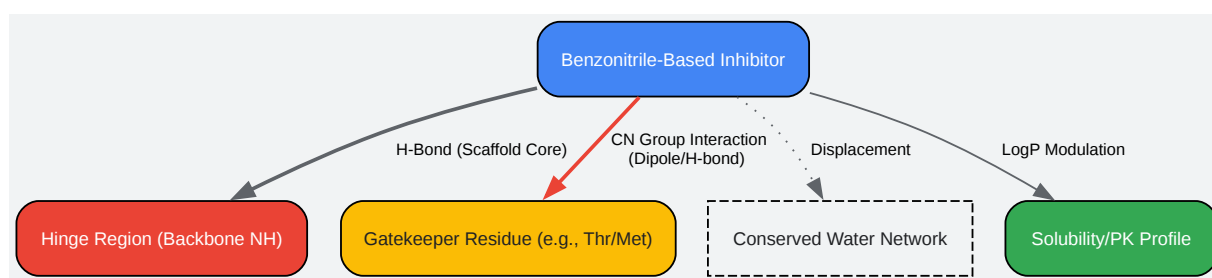 Benzonitrile-Based Inhibitor
H-Bond (Scaffold Core)
CN Group Interaction
(Dipole/H-bond)
Displacement
LogP Modulation
Hinge Region (Backbone NH)
Gatekeeper Residue (e.g., Thr/Met)
Conserved Water Network
Solubility/PK Profile